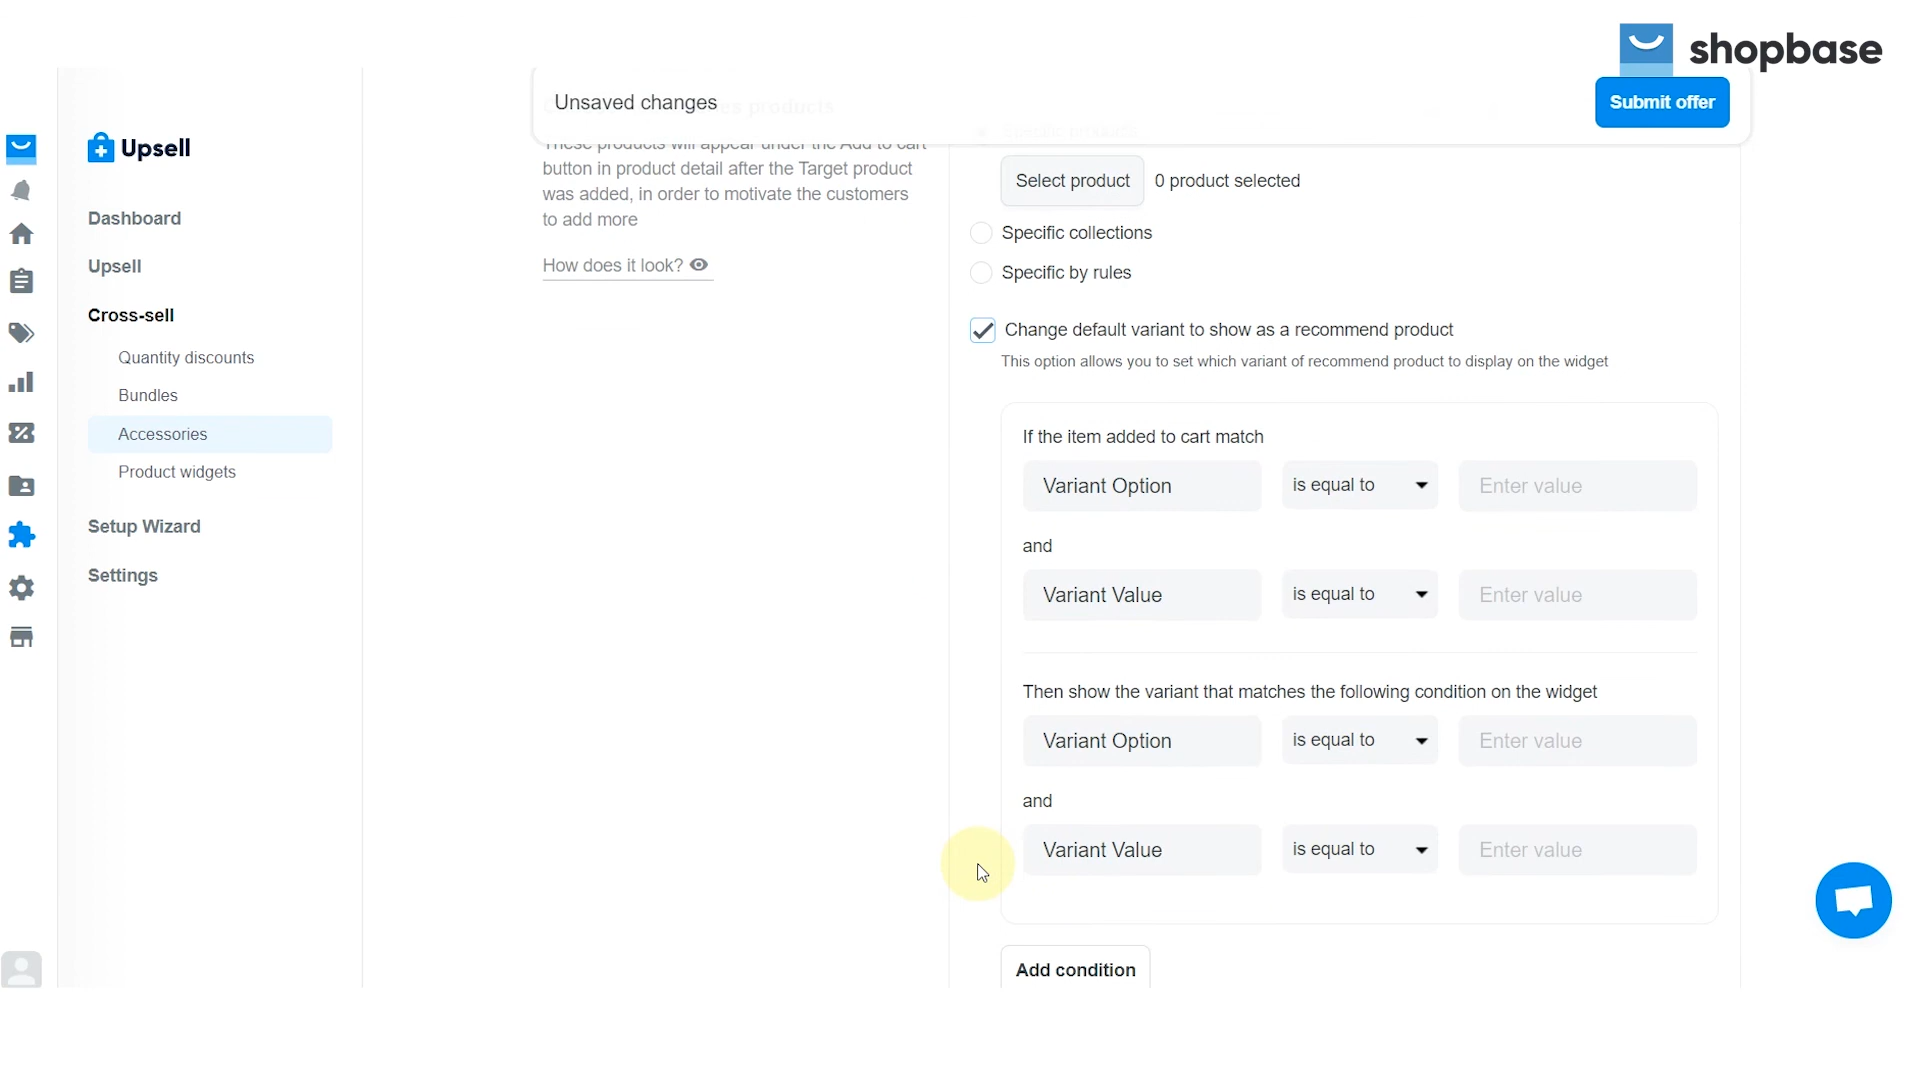 shopbase
Unsaved changes
Submit offer
Upsell
Dashboard
Upsell
Cross-sell
Quantity discounts
Bundles
Accessories
Product widgets
Setup Wizard
Settings
These products will appear under the Add to cart
button in product detail after the Target product
was added, in order to motivate the customers
to add more
How does it look?
Specific products
Select product
0 product selected
Specific collections
Specific by rules
Change default variant to show as a recommend product
This option allows you to set which variant of recommend product to display on the widget
If the item added to cart match
Variant Option is equal to Enter value
and
Variant Value is equal to Enter value
Then show the variant that matches the following condition on the widget
Variant Option is equal to Enter value
and
Variant Value is equal to Enter value
Add condition